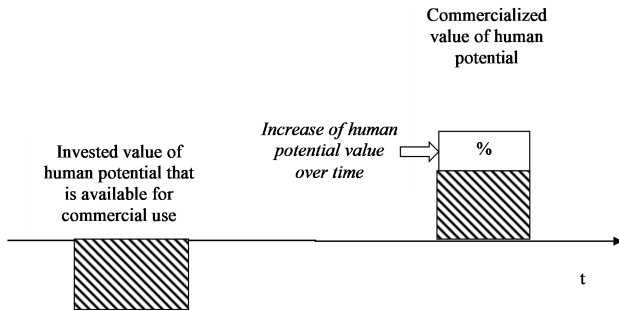 Commercialized
value of human
potential
Increase of human
potential value
over time
%
Invested value of
human potential that
is available for
commercial use
t